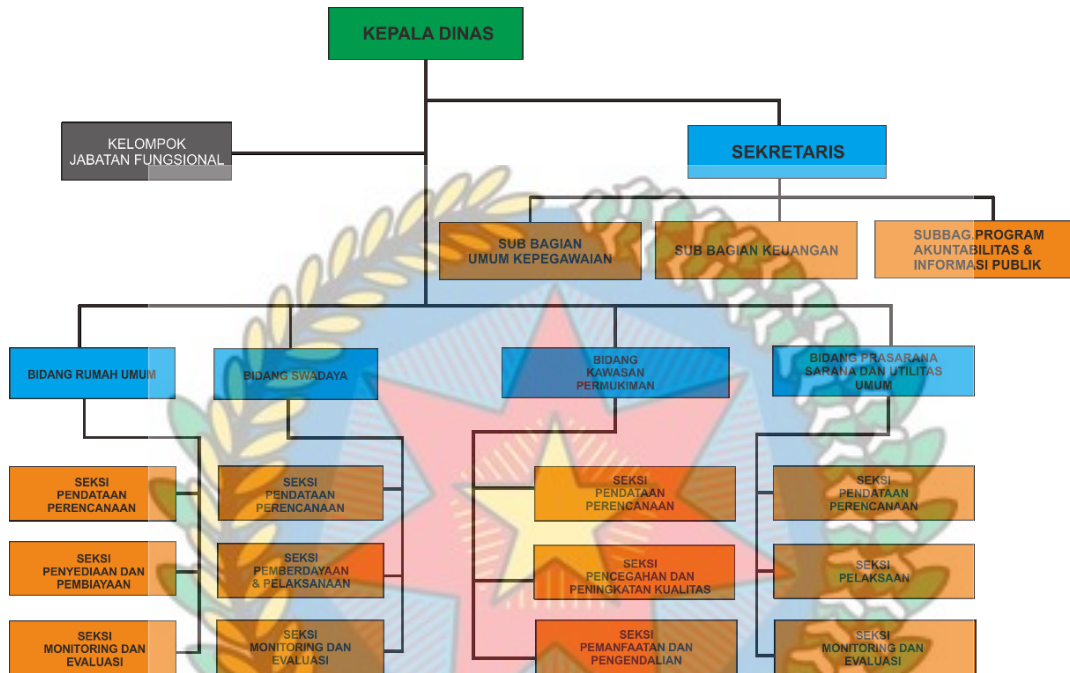 KEPALA DINAS
KELOMPOK
JABATAN FUNGSIONAL
SEKRETARIS
SUB BAGIAN
UMUM KEPEGAWAIAN
SUB BAGIAN KEUANGAN
SUBBAG.PROGRAM
AKUNTABILITAS &
INFORMASI PUBLIK
BIDANG RUMAH UMUM
BIDANG SWADAYA
BIDANG
KAWASAN
PERMUKIMAN
BIDANG PRASARANA
SARANA DAN UTILITAS
UMUM
SEKSI
PENDATAAN
PERENCANAAN
SEKSI
PENDATAAN
PERENCANAAN
SEKSI
PENDATAAN
PERENCANAAN
SEKSI
PENDATAAN
PERENCANAAN
SEKSI
PENYEDIAAN DAN
PEMBIAYAAN
SEKSI
PEMBERDAYAAN
& PELAKSANAAN
SEKSI
PENCEGAHAN DAN
PENINGKATAN KUALITAS
SEKSI
PELAKSAAN
SEKSI
MONITORING DAN
EVALUASI
SEKSI
MONITORING DAN
EVALUASI
SEKSI
PEMANFAATAN DAN
PENGENDALIAN
SEKSI
MONITORING DAN
EVALUASI